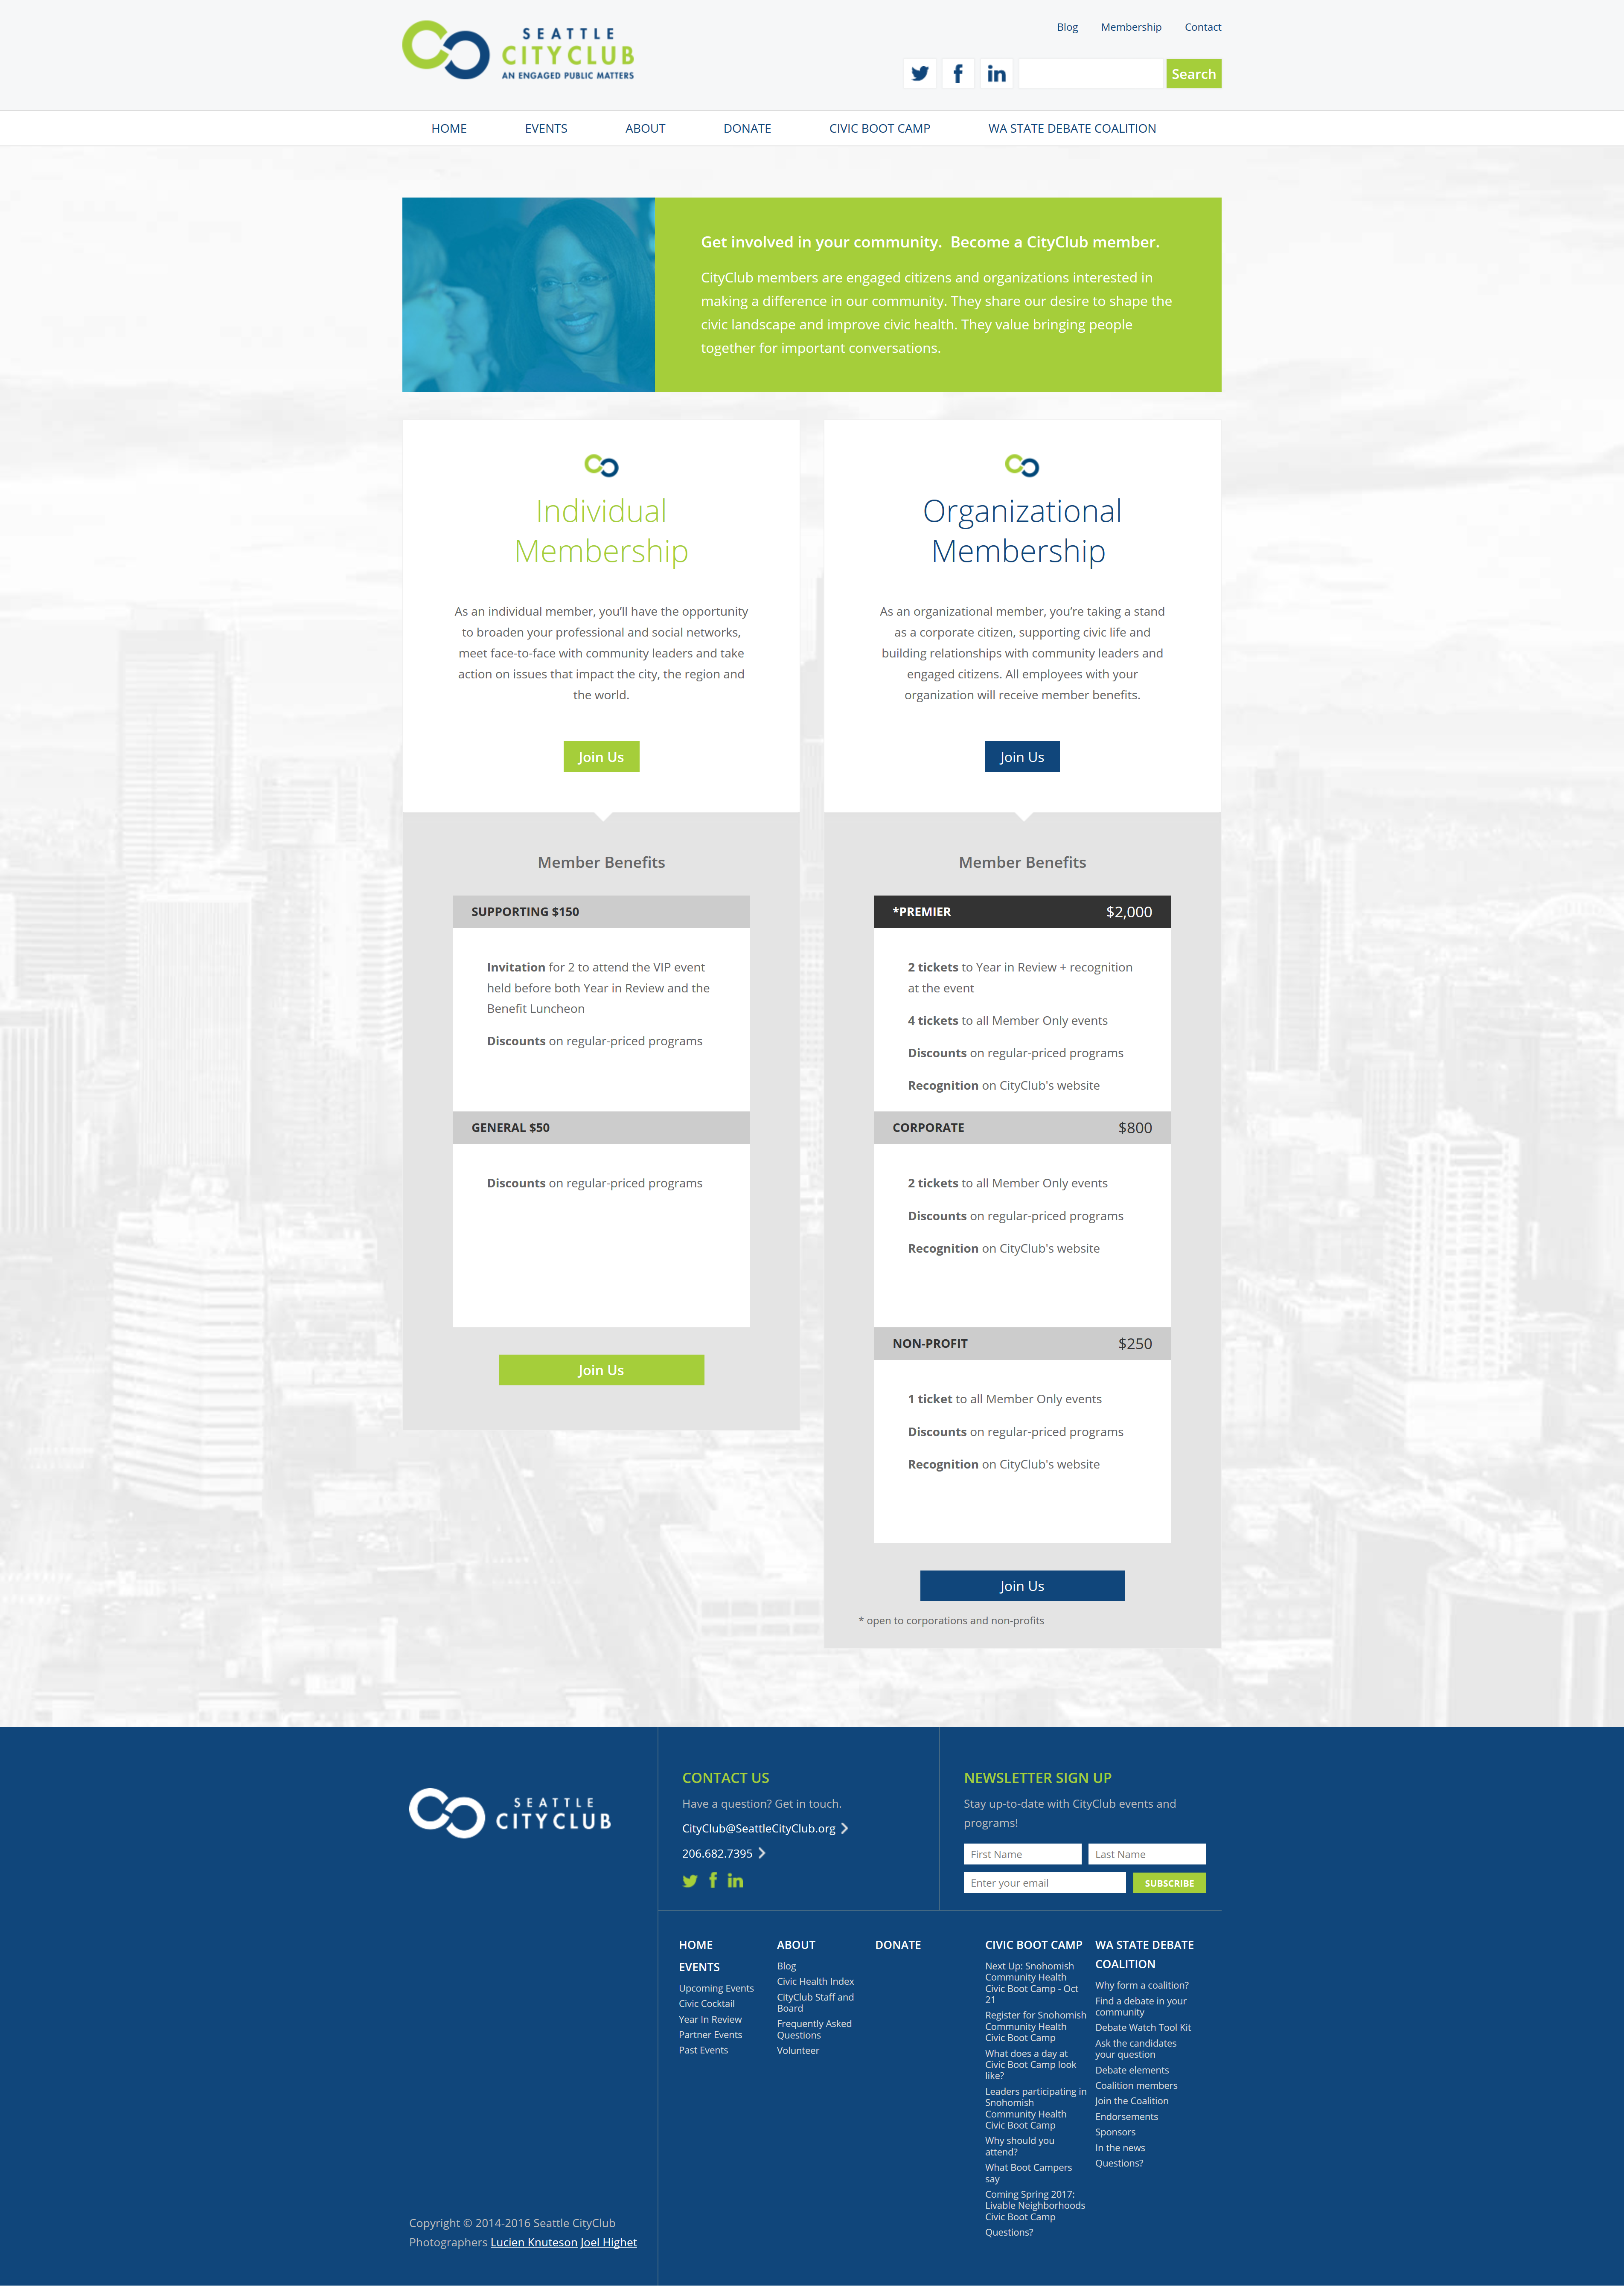 SEATTLE
CITYCLUB
AN ENGAGED PUBLIC MATTERS
Blog Membership Contact
Search
HOME EVENTS ABOUT DONATE CIVIC BOOT CAMP WA STATE DEBATE COALITION
Get involved in your community.  Become a CityClub member.
CityClub members are engaged citizens and organizations interested in
making a difference in our community. They share our desire to shape the
civic landscape and improve civic health. They value bringing people
together for important conversations.
Individual
Membership
As an individual member, you'll have the opportunity
to broaden your professional and social networks,
meet face-to-face with community leaders and take
action on issues that impact the city, the region and
the world.
Join Us
Member Benefits
SUPPORTING $150
Invitation for 2 to attend the VIP event
held before both Year in Review and the
Benefit Luncheon
Discounts on regular-priced programs
GENERAL $50
Discounts on regular-priced programs
Join Us
Organizational
Membership
As an organizational member, you're taking a stand
as a corporate citizen, supporting civic life and
building relationships with community leaders and
engaged citizens. All employees with your
organization will receive member benefits.
Join Us
Member Benefits
*PREMIER $2,000
2 tickets to Year in Review + recognition
at the event
4 tickets to all Member Only events
Discounts on regular-priced programs
Recognition on CityClub's website
CORPORATE $800
2 tickets to all Member Only events
Discounts on regular-priced programs
Recognition on CityClub's website
NON-PROFIT $250
1 ticket to all Member Only events
Discounts on regular-priced programs
Recognition on CityClub's website
Join Us
* open to corporations and non-profits
SEATTLE
CITYCLUB
CONTACT US
Have a question? Get in touch.
CityClub@SeattleCityClub.org
206.682.7395
NEWSLETTER SIGN UP
Stay up-to-date with CityClub events and
programs!
First Name Last Name
Enter your email SUBSCRIBE
HOME
EVENTS
Upcoming Events
Civic Cocktail
Year In Review
Partner Events
Past Events
ABOUT
Blog
Civic Health Index
CityClub Staff and
Board
Frequently Asked
Questions
Volunteer
DONATE
CIVIC BOOT CAMP
Next Up: Snohomish
Community Health
Civic Boot Camp - Oct
21
Register for Snohomish
Community Health
Civic Boot Camp
What does a day at
Civic Boot Camp look
like?
Leaders participating in
Snohomish
Community Health
Civic Boot Camp
Why should you
attend?
What Boot Campers
say
Coming Spring 2017:
Livable Neighborhoods
Civic Boot Camp
Questions?
WA STATE DEBATE
COALITION
Why form a coalition?
Find a debate in your
community
Debate Watch Tool Kit
Ask the candidates
your question
Debate elements
Coalition members
Join the Coalition
Endorsements
Sponsors
In the news
Questions?
Copyright © 2014-2016 Seattle CityClub
Photographers Lucien Knuteson Joel Highet